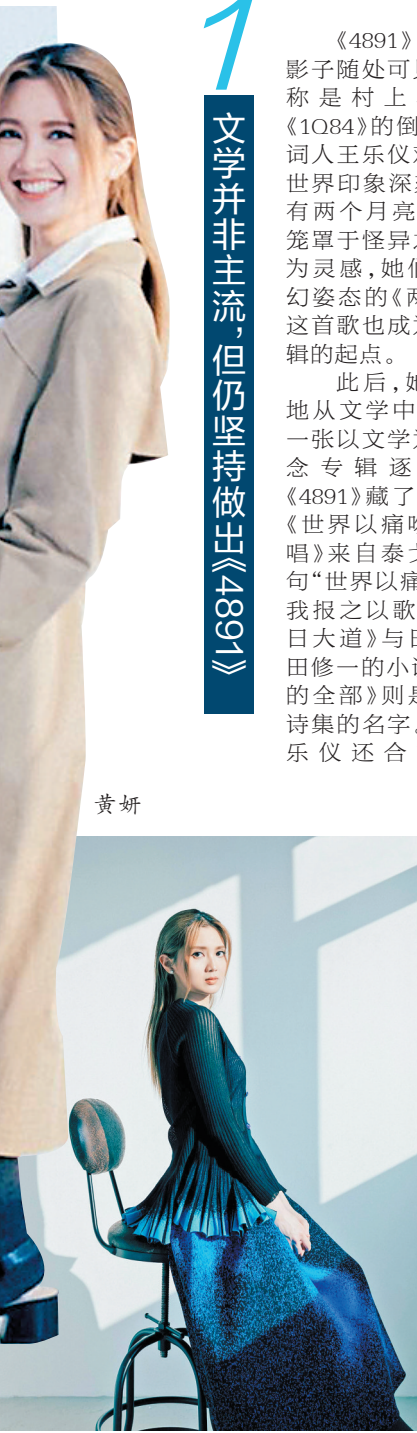 1
文学并非主流，但仍坚持做出《4891》
《4891》
影子随处可
称是村上
《1Q84》的倒
词人王乐仪
世界印象深
有两个月亮
笼罩于怪异
为灵感，她
幻姿态的《
这首歌也成
辑的起点。
此后，她
地从文学中
一张以文学
念专辑逐
《4891》藏了
《世界以痛吻
唱》来自泰
句“世界以痛
我报之以歌
日大道》与
田修一的小说
的全部》则是
诗集的名字。
乐仪还合
黄妍